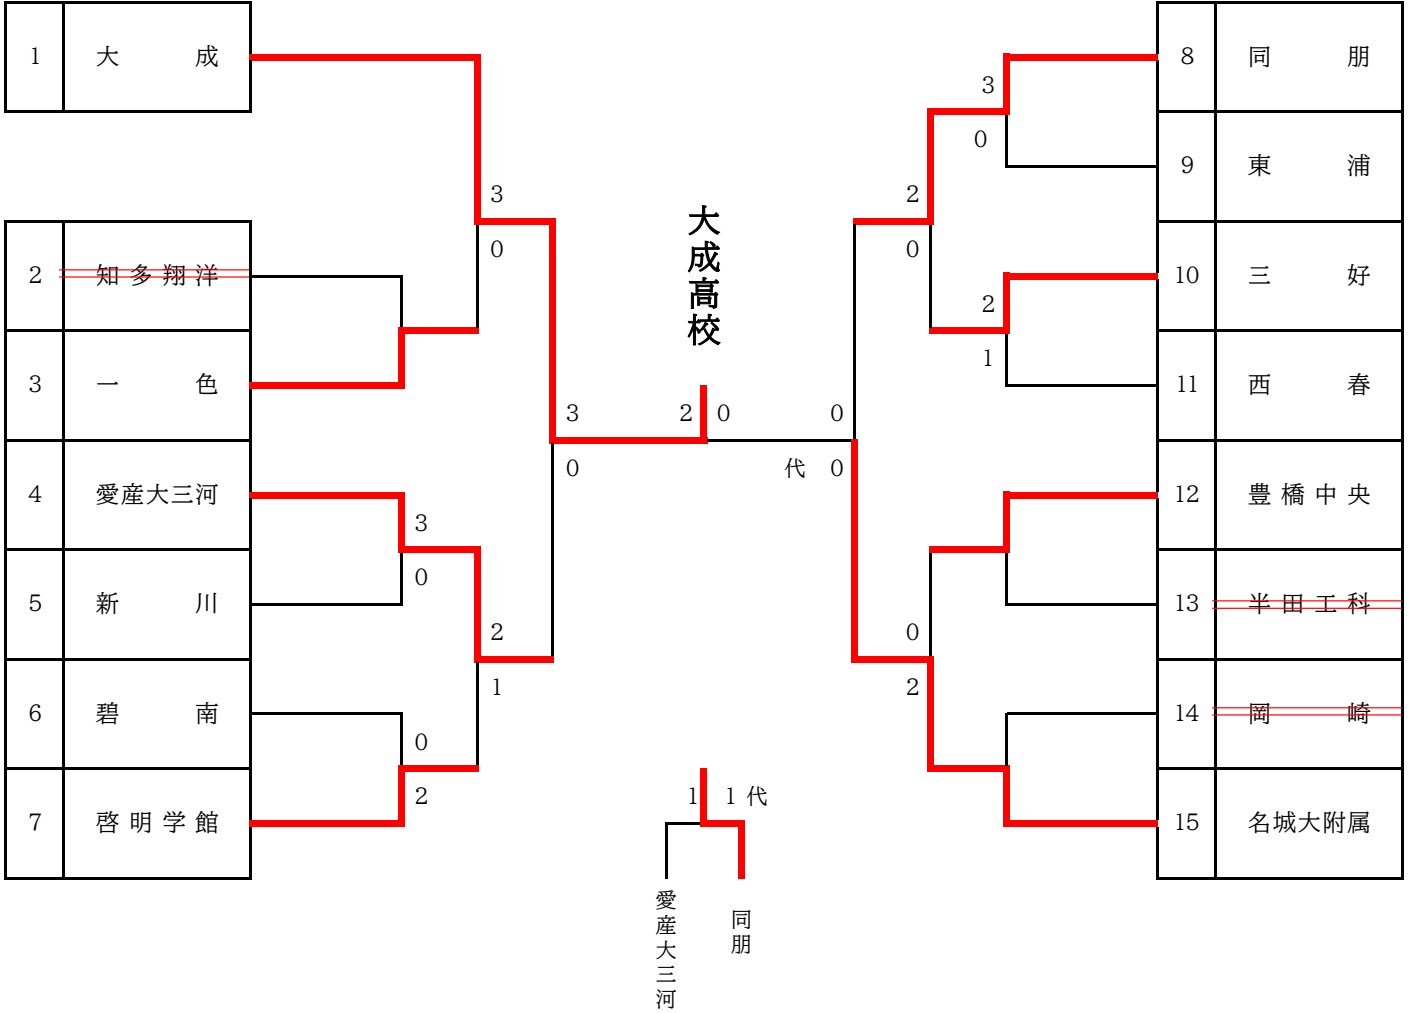 1 大成
2 知多翔洋
3 一色
4 愛産大三河
5 新川
6 碧南
7 啓明学館
3
0
3
0
2
1
0
2
3
0
大成高校
2 0
0
代 0
1 1 代
愛産大三河
同朋
3
0
2
0
2
1
0
2
8 同朋
9 東浦
10 三好
11 西春
12 豊橋中央
13 半田工科
14 岡崎
15 名城大附属